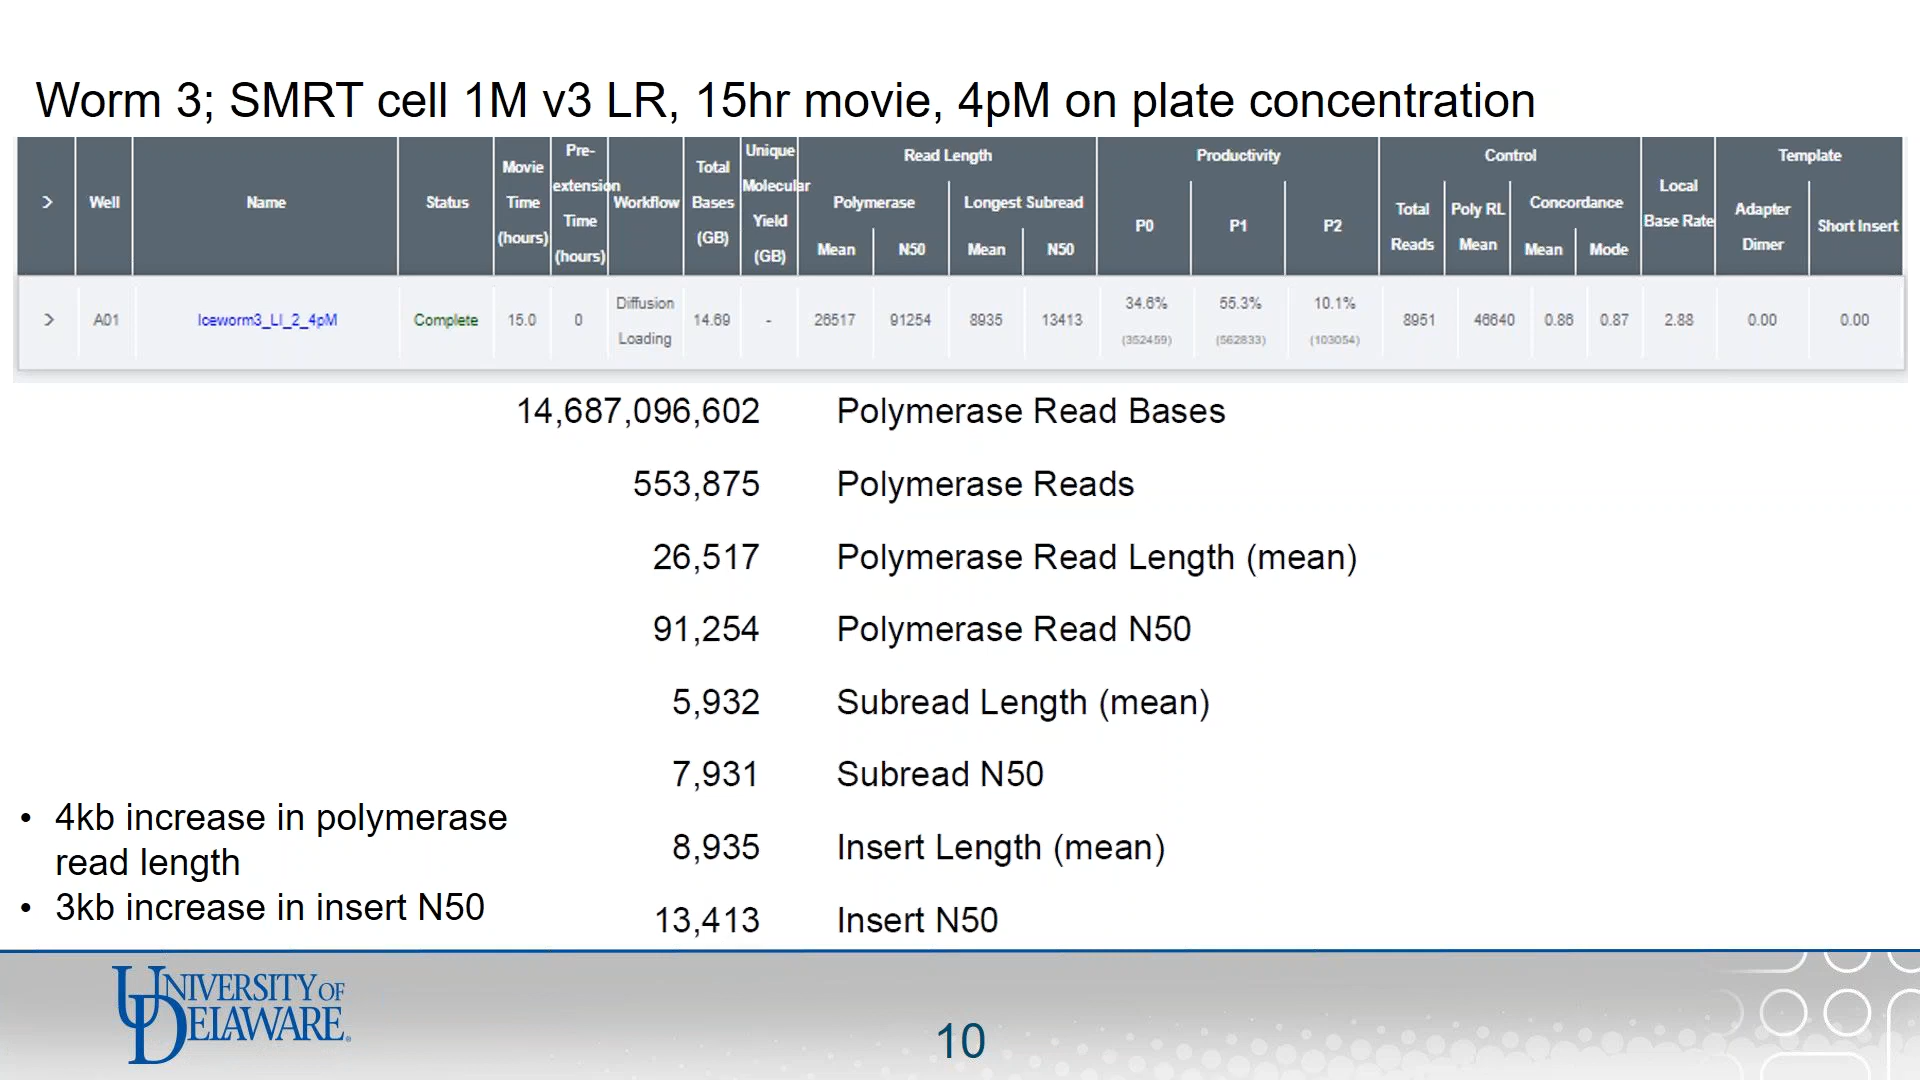 Worm 3; SMRT cell 1M v3 LR, 15hr movie, 4pM on plate concentration
> Well Name Status Movie Time (hours) Pre-extension Time (hours) Workflow Total Bases (GB) Unique Molecular Yield (GB) Read Length Productivity Control Local Base Rate Template
Polymerase Longest Subread P0 P1 P2 Total Reads Poly RL Mean Concordance Adapter Dimer Short Insert
Mean N50 Mean N50 Mean Mode
> A01 Iceworm3_LI_2_4pM Complete 15.0 0 Diffusion Loading 14.69 - 26517 91254 8935 13413 34.6% (352459) 55.3% (562833) 10.1% (103054) 8951 46640 0.86 0.87 2.88 0.00 0.00
14,687,096,602 Polymerase Read Bases
553,875 Polymerase Reads
26,517 Polymerase Read Length (mean)
91,254 Polymerase Read N50
5,932 Subread Length (mean)
7,931 Subread N50
8,935 Insert Length (mean)
13,413 Insert N50
• 4kb increase in polymerase
read length
• 3kb increase in insert N50
UNIVERSITY OF
DELAWARE
10